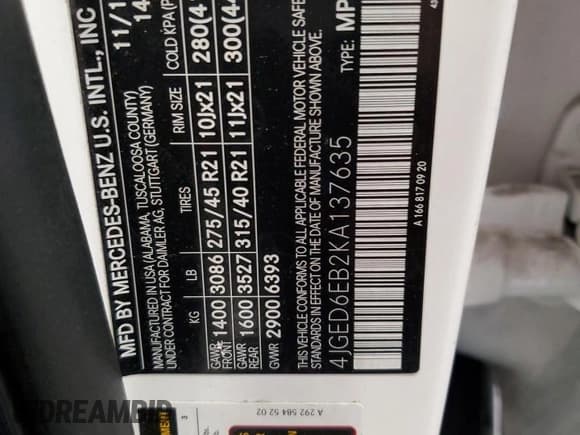 MFD BY MERCEDES-BENZ U.S. INTL., INC
MANUFACTURED IN USA (ALABAMA, TUSCALOOSA COUNTY)
UNDER CONTRACT FOR DAIMLER AG, STUTTGART (GERMANY)
11/1
14
KG LB TIRES RIM SIZE COLD KPA (P
GAWR FRONT 1400 3086 275/45 R21 10Jx21 280(4
GAWR REAR 1600 3527 315/40 R21 11Jx21 300(4
GVWR 2900 6393
THIS VEHICLE CONFORMS TO ALL APPLICABLE FEDERAL MOTOR VEHICLE SAFE
STANDARDS IN EFFECT ON THE DATE OF MANUFACTURE SHOWN ABOVE.
4JGED6EB2KA137635
TYPE: MP
A 166 817 09 20
A 292 584 52 02
3
DREAMBID